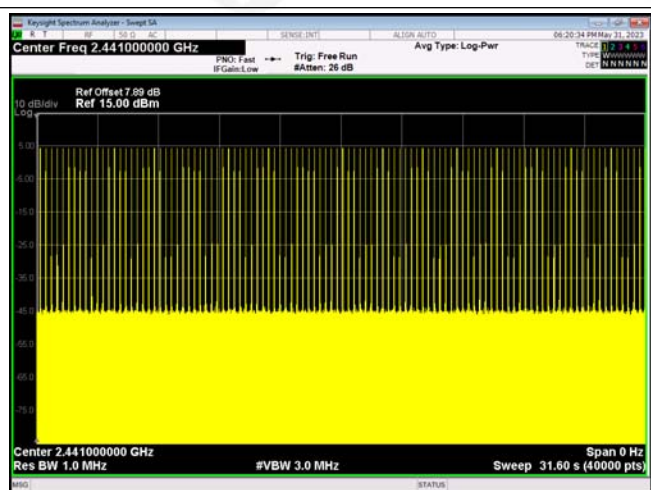 Keysight Spectrum Analyzer - Swept SA
R T RF 50 Ω AC SENSE:INT ALIGN AUTO 06:20:34 PM May 31, 2023
Center Freq 2.441000000 GHz
PNO: Fast
IFGain:Low
Trig: Free Run
#Atten: 26 dB
Avg Type: Log-Pwr
TRACE 1 2 3 4 5 6
TYPE W
DET N N N N N N
Ref Offset 7.89 dB
10 dB/div Ref 15.00 dBm
Log
5.00
-5.00
-15.0
-25.0
-35.0
-45.0
-55.0
-65.0
-75.0
Center 2.441000000 GHz Span 0 Hz
Res BW 1.0 MHz #VBW 3.0 MHz Sweep 31.60 s (40000 pts)
MSG STATUS